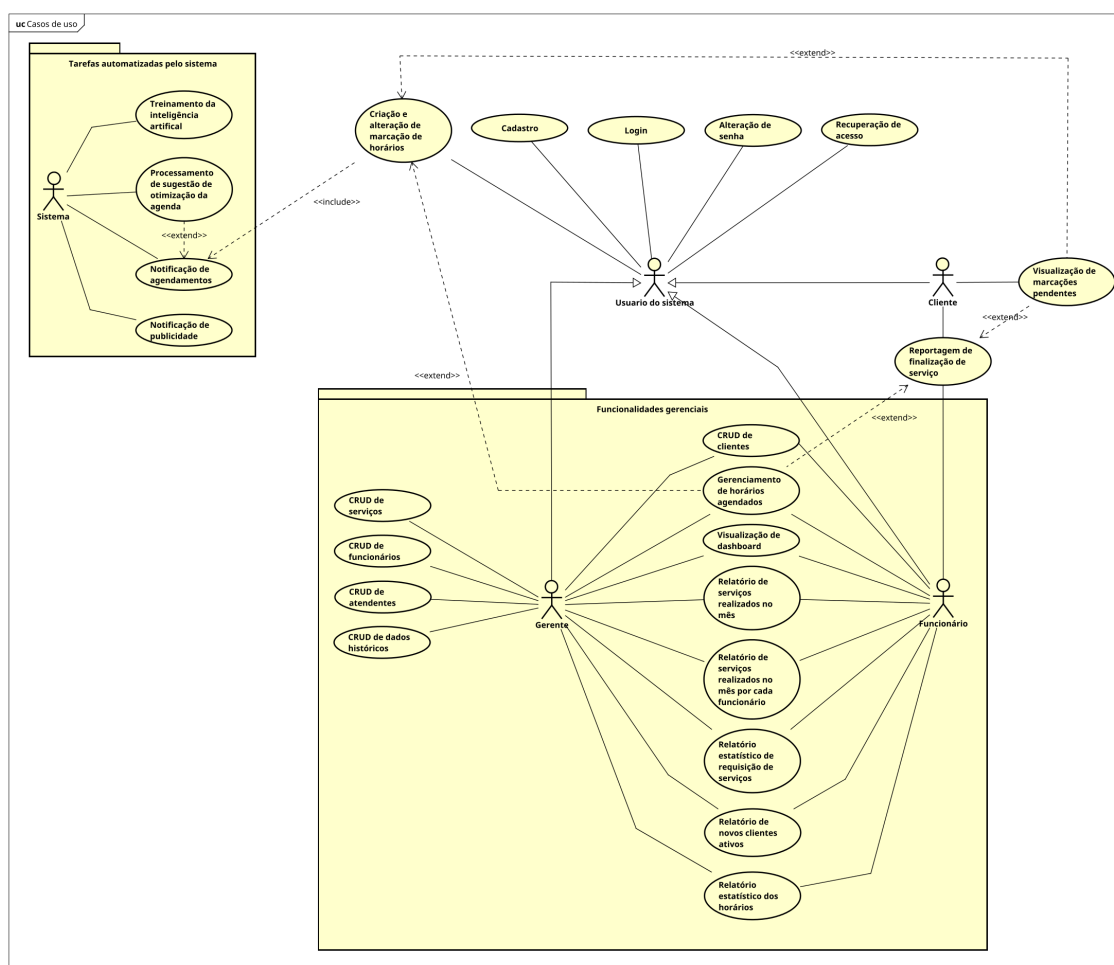 uc Casos de uso
Tarefas automatizadas pelo sistema
Treinamento da
inteligência
artifical
Processamento
de sugestão de
otimização da
agenda
Sistema
<<extend>>
Notificação de
agendamentos
Notificação de
publicidade
<<include>>
<<extend>>
Criação e
alteração de
marcação de
horários
Cadastro
Login
Alteração de
senha
Recuperação de
acesso
Usuario do sistema
Cliente
Visualização de
marcações
pendentes
<<extend>>
Reportagem de
finalização de
serviço
<<extend>>
<<extend>>
Funcionalidades gerenciais
CRUD de
clientes
Gerenciamento
de horários
agendados
CRUD de
serviços
Visualização de
dashboard
CRUD de
funcionários
Relatório de
serviços
realizados no
mês
CRUD de
atendentes
Gerente
Funcionário
CRUD de dados
históricos
Relatório de
serviços
realizados no
mês por cada
funcionário
Relatório
estatístico de
requisição de
serviços
Relatório de
novos clientes
ativos
Relatório
estatístico dos
horários